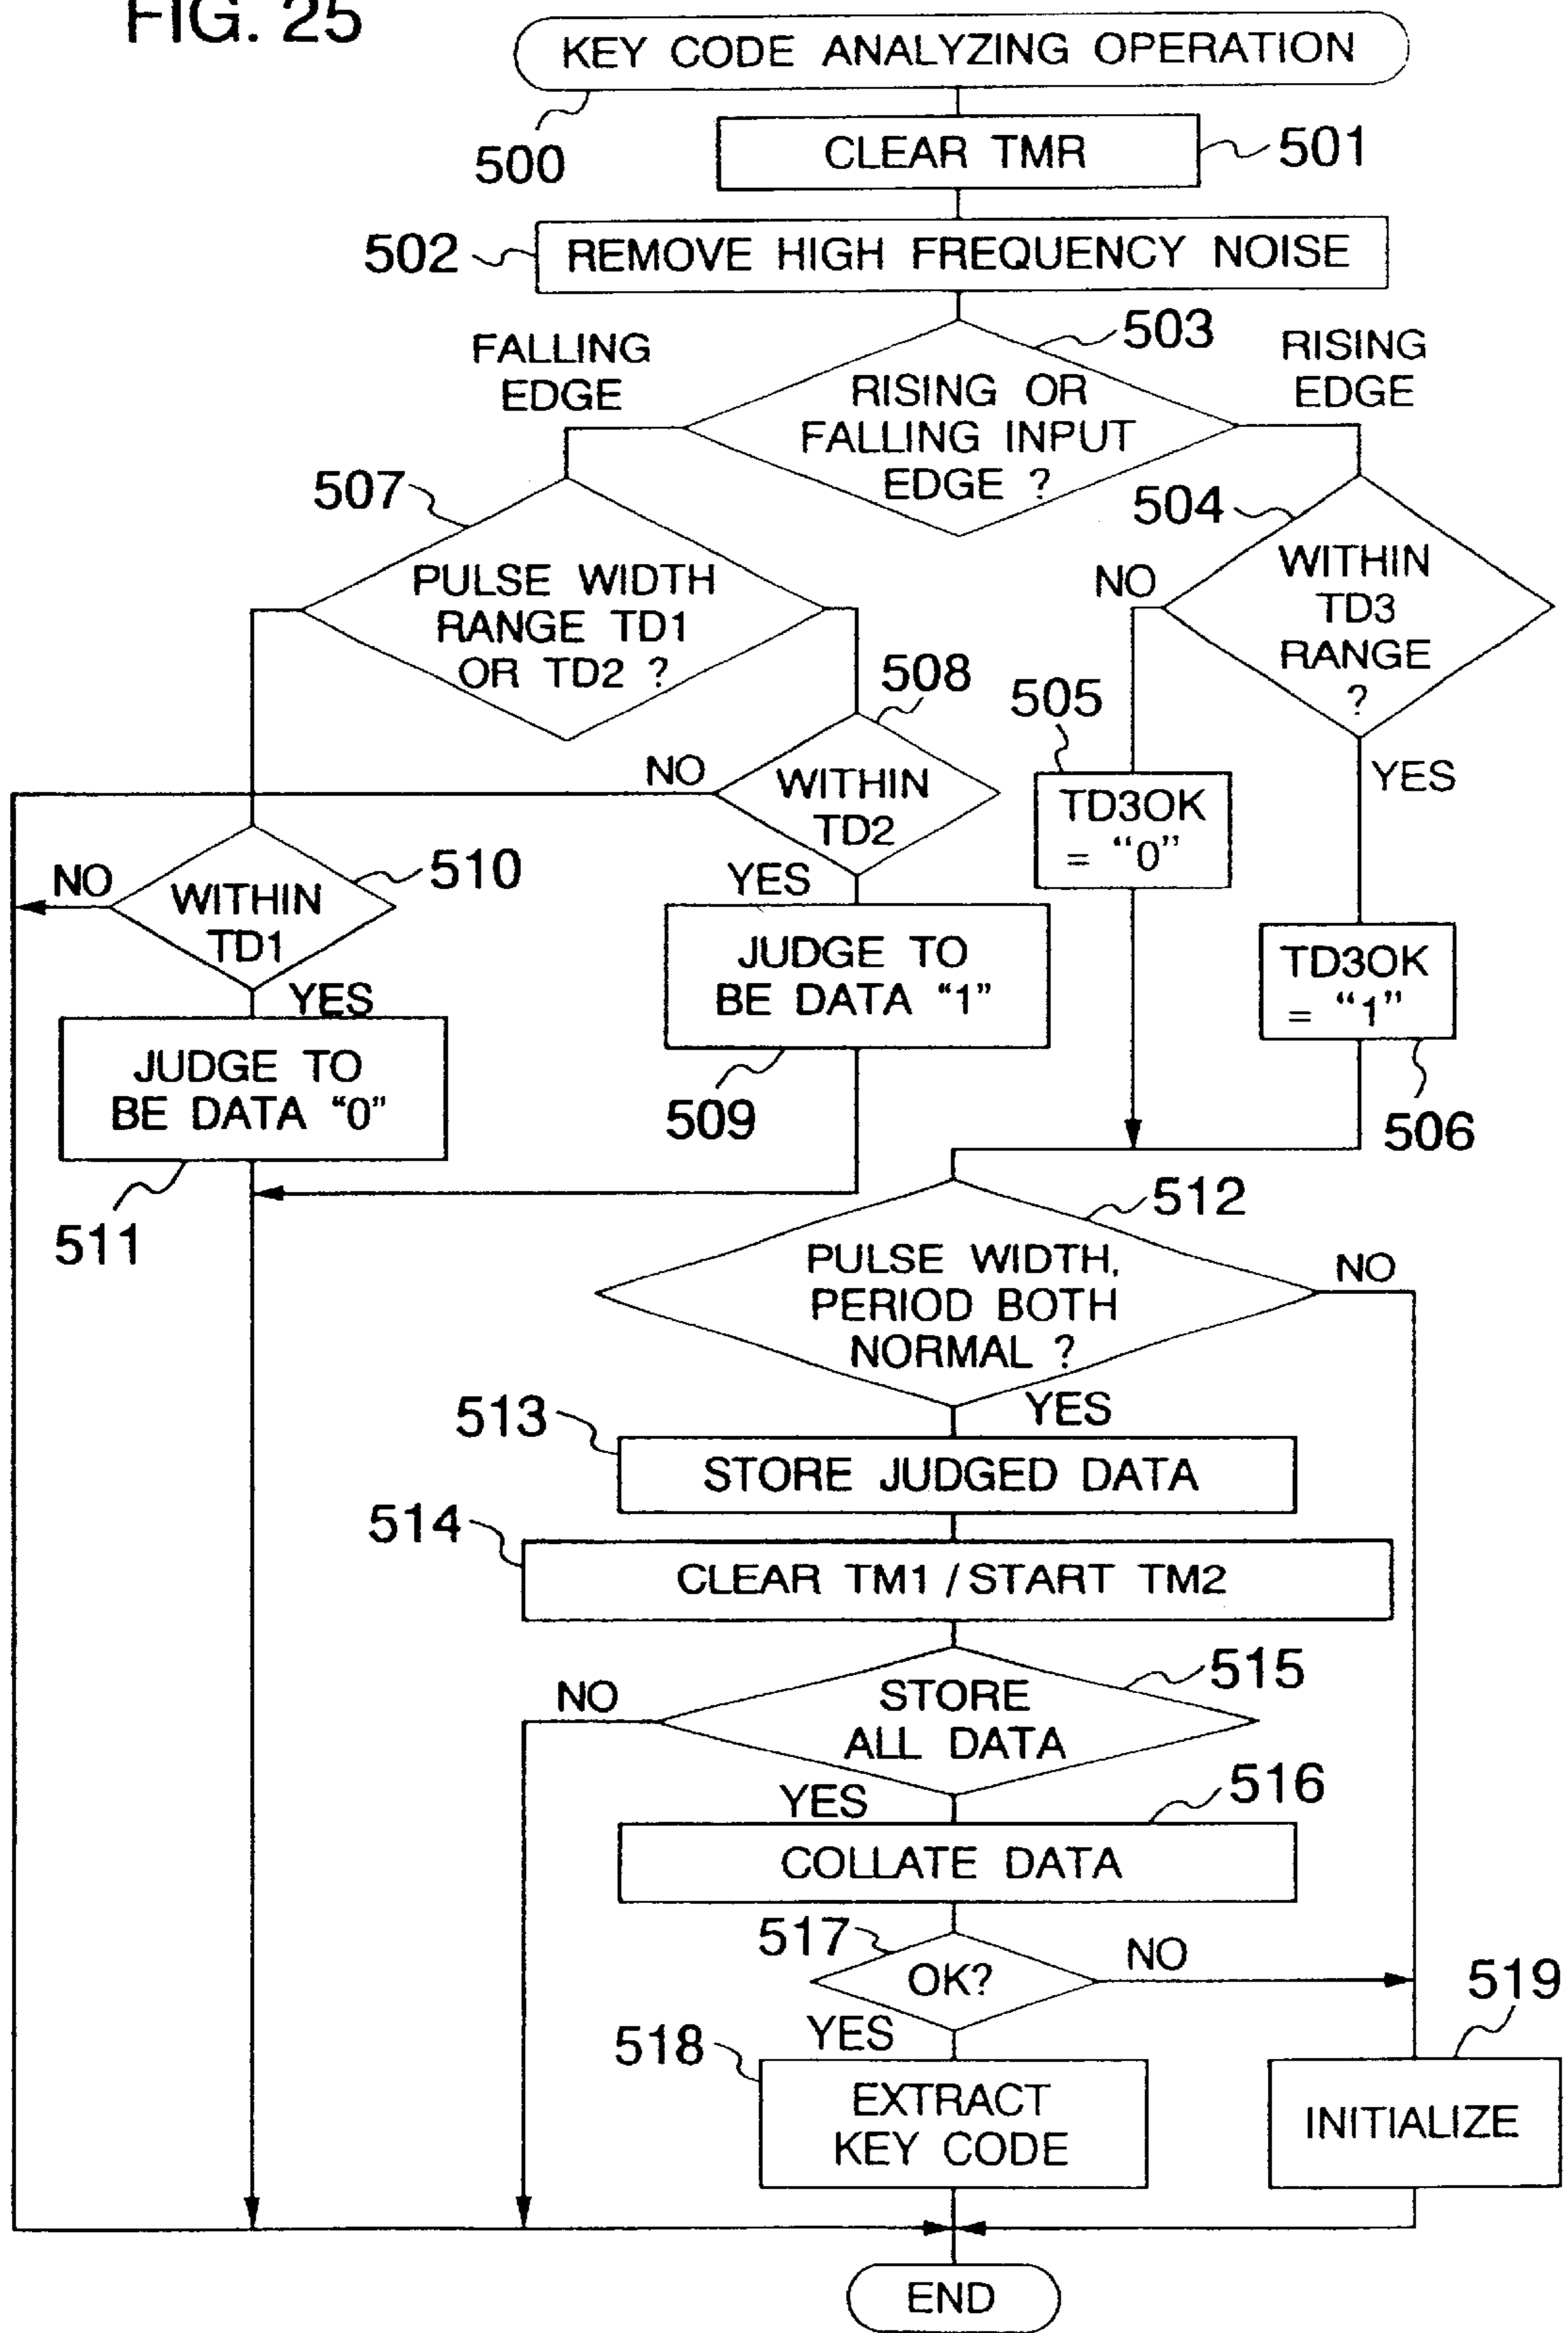 FIG. 25
KEY CODE ANALYZING OPERATION
500
CLEAR TMR
501
502
REMOVE HIGH FREQUENCY NOISE
503
FALLING
EDGE
RISING OR
FALLING INPUT
EDGE ?
RISING
EDGE
507
PULSE WIDTH
RANGE TD1
OR TD2 ?
504
NO
WITHIN
TD3
RANGE
?
YES
508
NO
WITHIN
TD2
YES
505
TD3OK
= "0"
NO
510
WITHIN
TD1
YES
JUDGE TO
BE DATA "1"
509
TD3OK
= "1"
506
JUDGE TO
BE DATA "0"
511
512
PULSE WIDTH,
PERIOD BOTH
NORMAL ?
NO
YES
513
STORE JUDGED DATA
514
CLEAR TM1 / START TM2
515
NO
STORE
ALL DATA
YES
516
COLLATE DATA
517
OK?
NO
YES
518
EXTRACT
KEY CODE
519
INITIALIZE
END